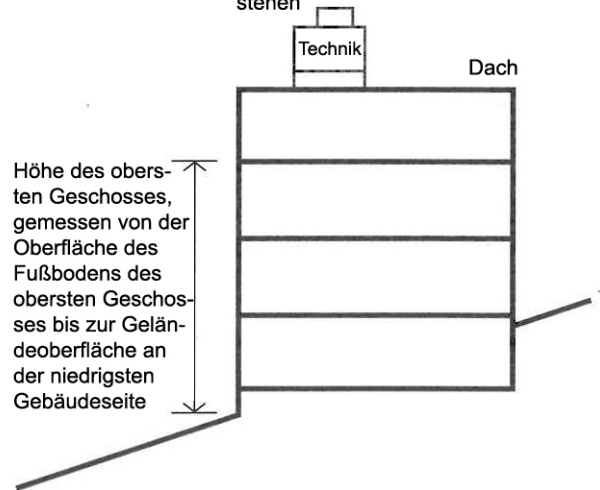 stehen
Technik
Dach
Höhe des obers-
ten Geschosses,
gemessen von der
Oberfläche des
Fußbodens des
obersten Geschos-
ses bis zur Gelän-
deoberfläche an
der niedrigsten
Gebäudeseite